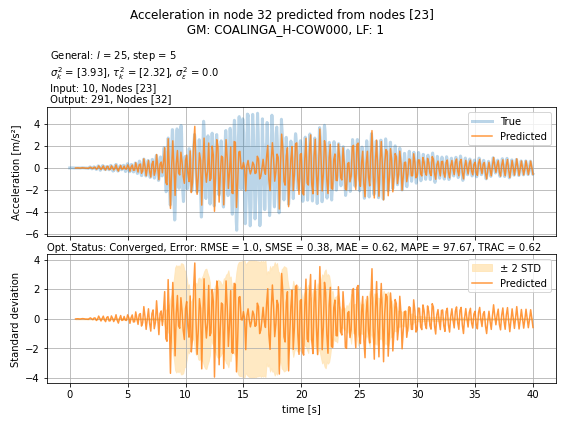 Acceleration in node 32 predicted from nodes [23]
GM: COALINGA_H-COW000, LF: 1
General: l = 25, step = 5
σ²ₖ = [3.93], τ²ₖ = [2.32], σ²ε = 0.0
Input: 10, Nodes [23]
Output: 291, Nodes [32]
Acceleration [m/s²]
4
2
0
−2
−4
−6
True
Predicted
Opt. Status: Converged, Error: RMSE = 1.0, SMSE = 0.38, MAE = 0.62, MAPE = 97.67, TRAC = 0.62
Standard deviation
4
2
0
−2
−4
± 2 STD
Predicted
0 5 10 15 20 25 30 35 40
time [s]